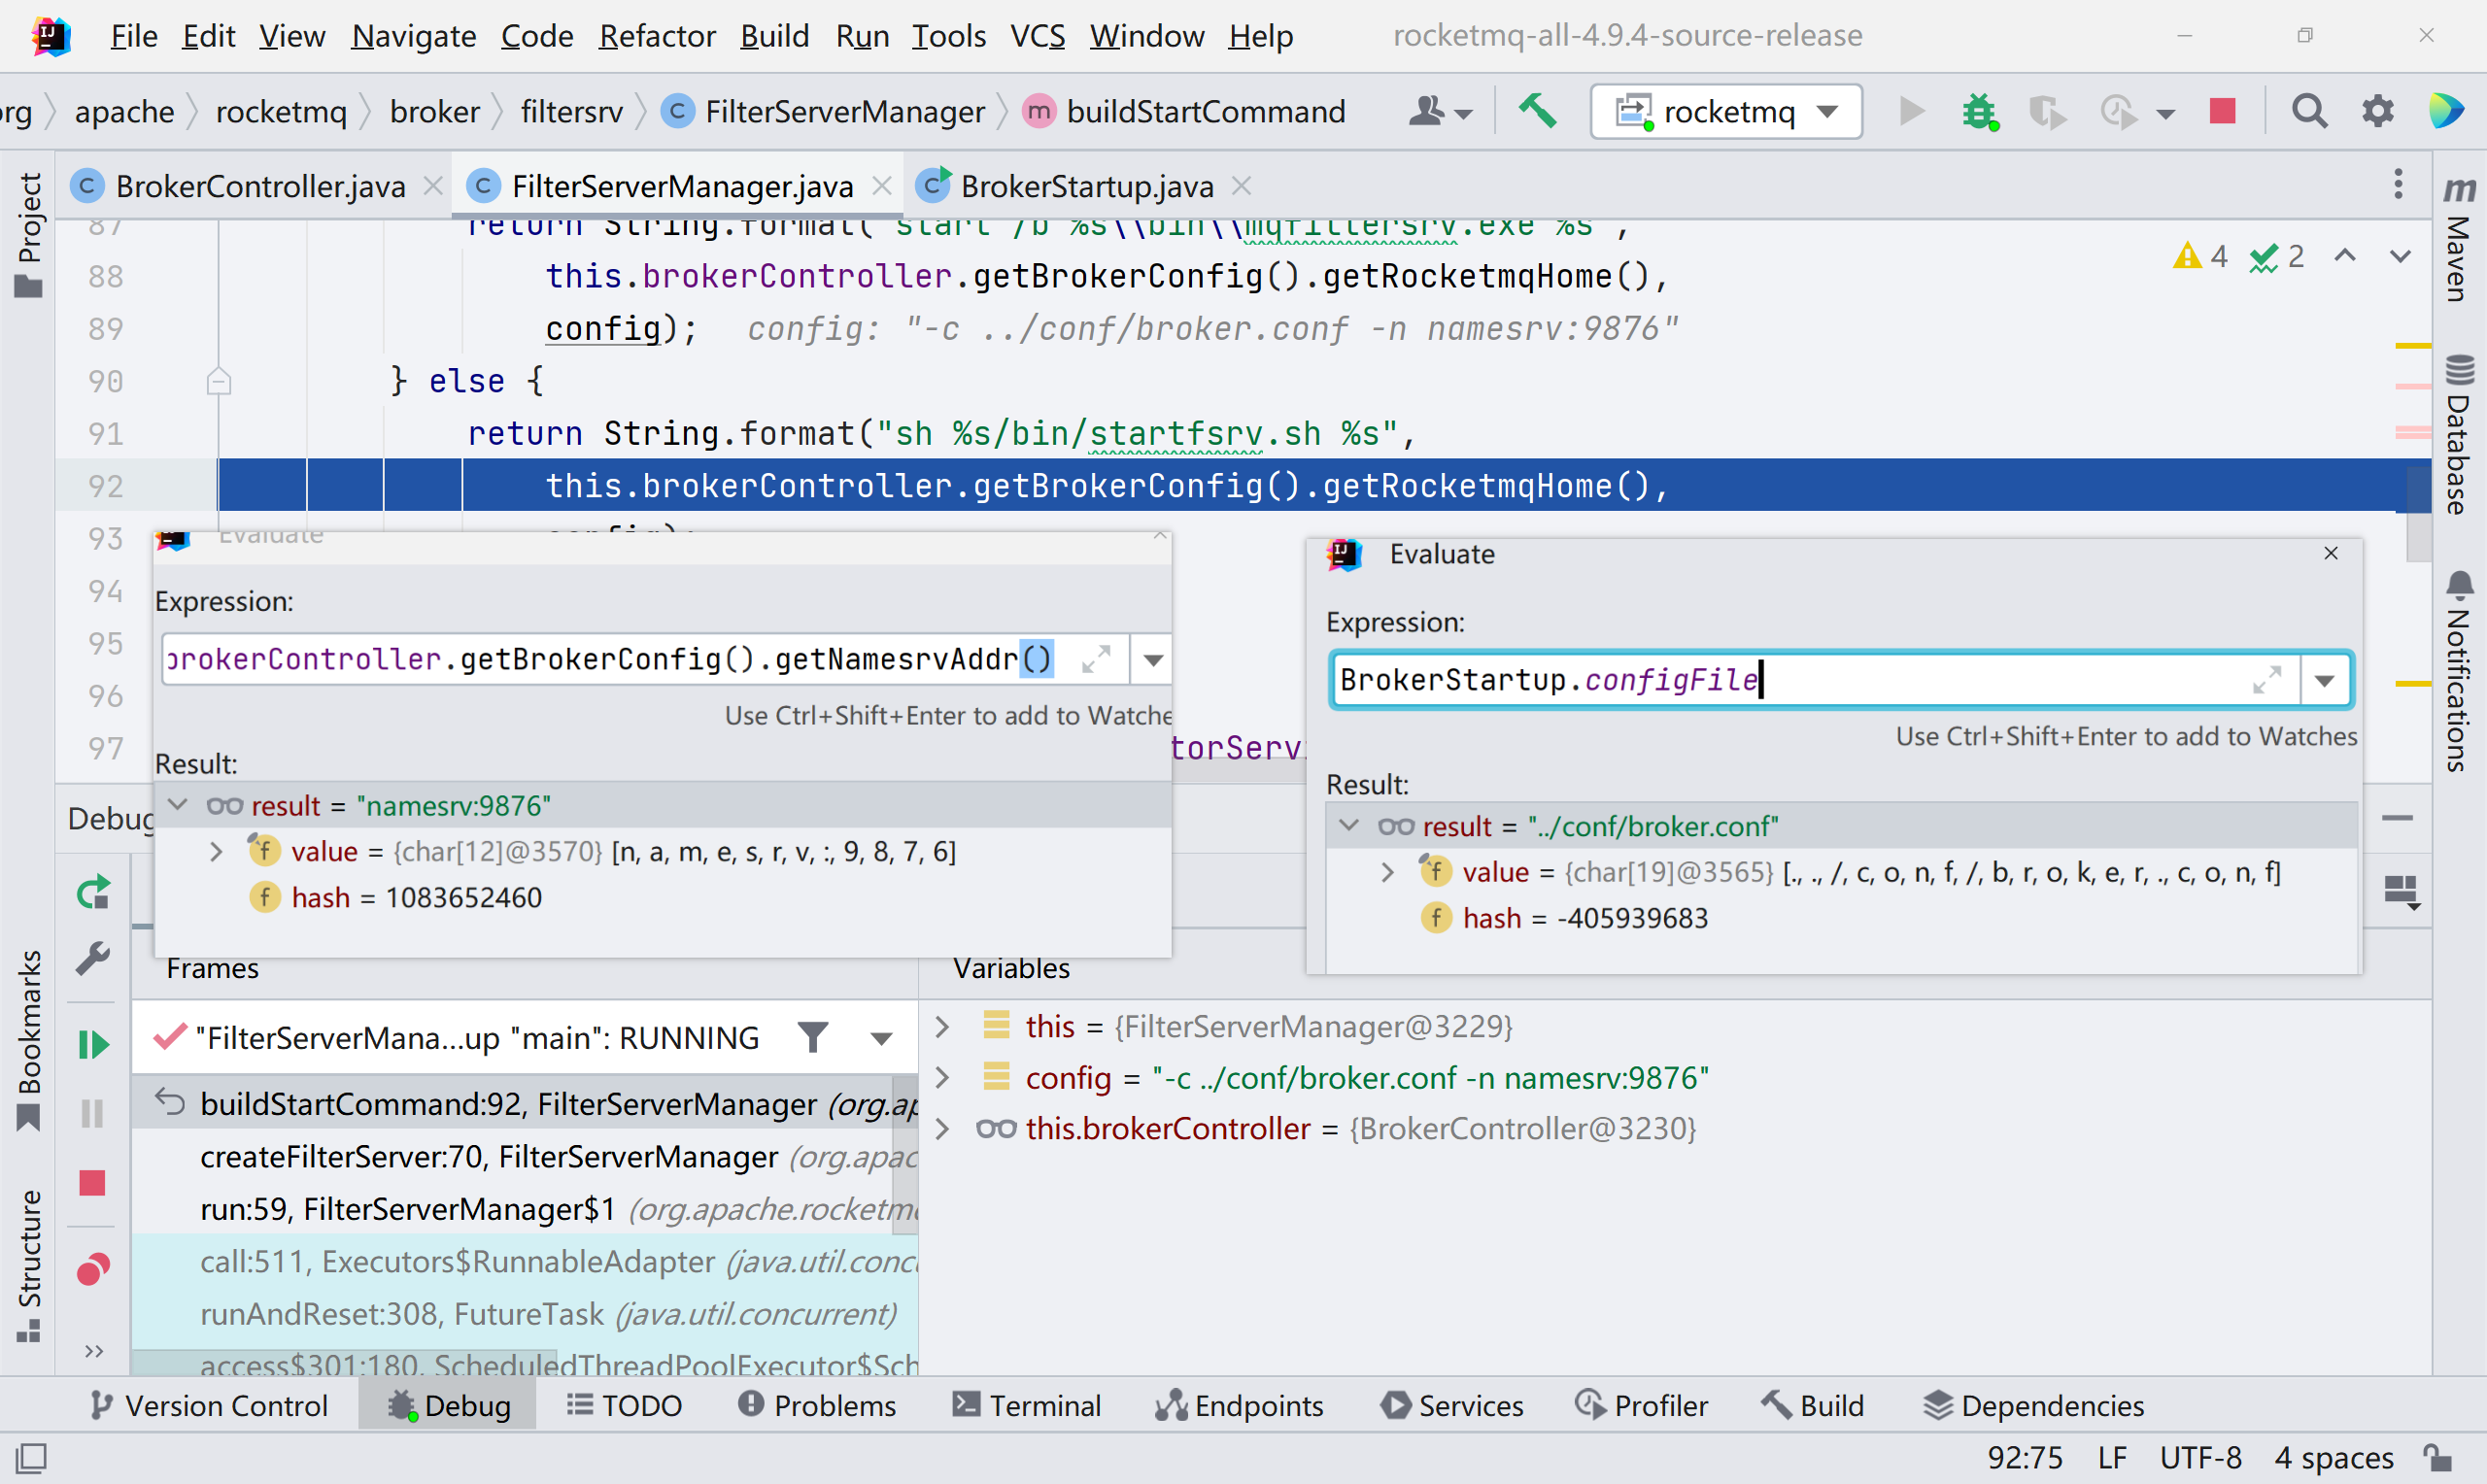 File Edit View Navigate Code Refactor Build Run Tools VCS Window Help rocketmq-all-4.9.4-source-release
apache rocketmq broker filtersrv FilterServerManager buildStartCommand rocketmq
BrokerController.java FilterServerManager.java BrokerStartup.java
87 return String.format("start /b %s\\bin\\mqfiltersrv.exe %s",
88 this.brokerController.getBrokerConfig().getRocketmqHome(),
89 config); config: "-c ../conf/broker.conf -n namesrv:9876"
90 } else {
91 return String.format("sh %s/bin/startfsrv.sh %s",
92 this.brokerController.getBrokerConfig().getRocketmqHome(),
93
94
95
96
97
4 2
Project
Bookmarks
Structure
Maven
Database
Notifications
Evaluate
Expression:
brokerController.getBrokerConfig().getNamesrvAddr()
Use Ctrl+Shift+Enter to add to Watche
Result:
result = "namesrv:9876"
value = {char[12]@3570} [n, a, m, e, s, r, v, :, 9, 8, 7, 6]
hash = 1083652460
Evaluate
Expression:
BrokerStartup.configFile
Use Ctrl+Shift+Enter to add to Watches
Result:
result = "../conf/broker.conf"
value = {char[19]@3565} [., ., /, c, o, n, f, /, b, r, o, k, e, r, ., c, o, n, f]
hash = -405939683
torServi
Debug
Frames
"FilterServerMana...up "main": RUNNING
buildStartCommand:92, FilterServerManager (org.ap
createFilterServer:70, FilterServerManager (org.apac
run:59, FilterServerManager$1 (org.apache.rocketm
call:511, Executors$RunnableAdapter (java.util.conc
runAndReset:308, FutureTask (java.util.concurrent)
access$301:180, ScheduledThreadPoolExecutor$Sch
Variables
this = {FilterServerManager@3229}
config = "-c ../conf/broker.conf -n namesrv:9876"
this.brokerController = {BrokerController@3230}
Version Control Debug TODO Problems Terminal Endpoints Services Profiler Build Dependencies
92:75 LF UTF-8 4 spaces